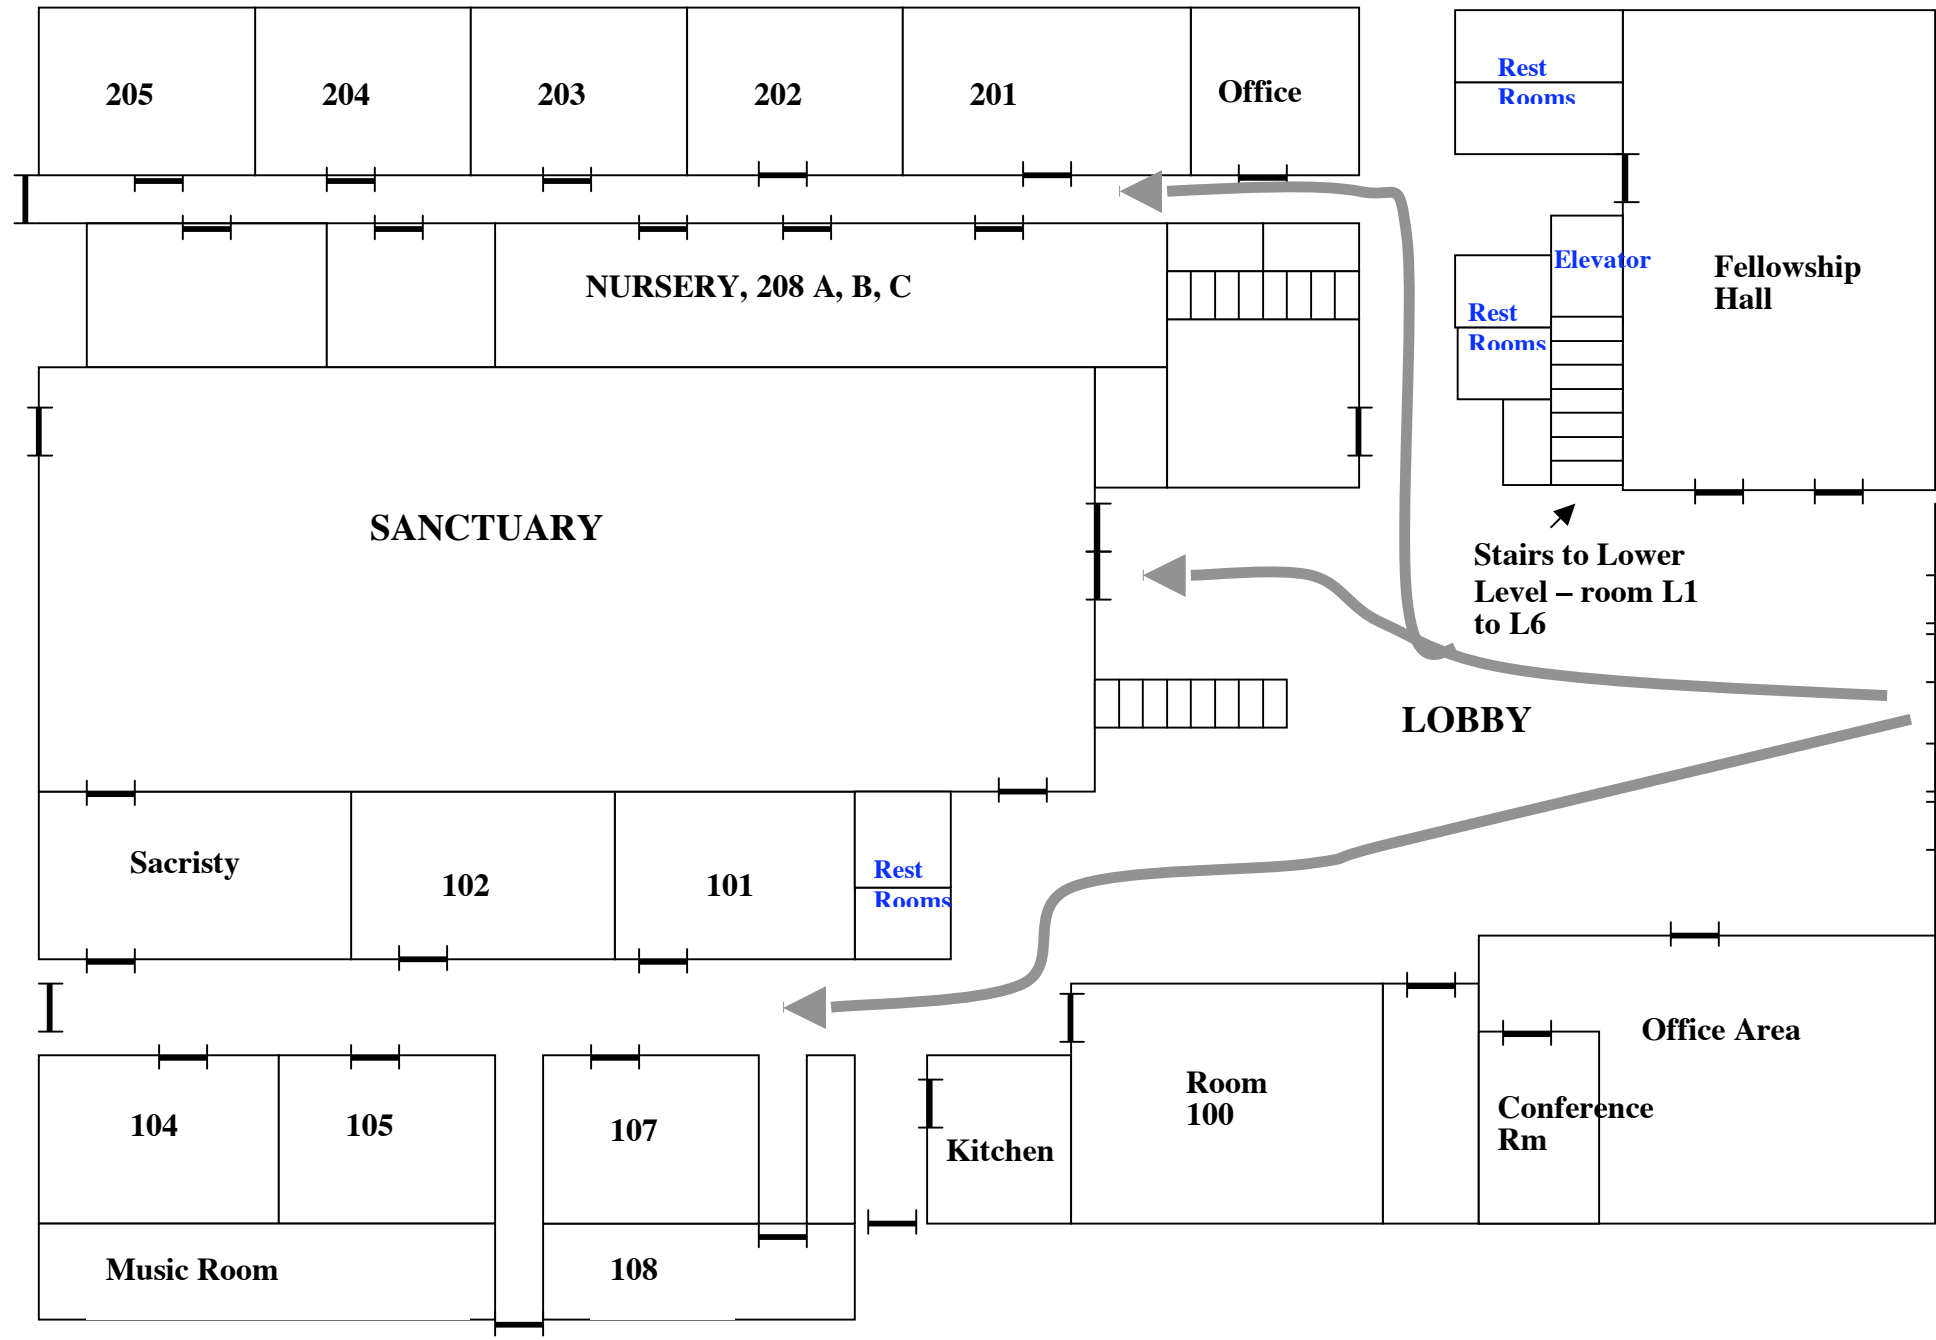 205
204
203
202
201
Office
Rest
Rooms
NURSERY, 208 A, B, C
Elevator
Fellowship
Hall
Rest
Rooms
SANCTUARY
Stairs to Lower
Level – room L1
to L6
LOBBY
Sacristy
102
101
Rest
Rooms
Office Area
104
105
107
Kitchen
Room
100
Conference
Rm
Music Room
108